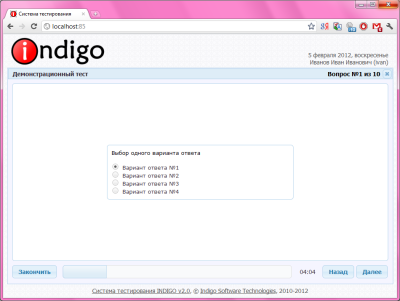 Система тестирования
localhost:85
indigo
5 февраля 2012, воскресенье
Иванов Иван Иванович (ivan)
Демонстрационный тест
Вопрос №1 из 10
Выбор одного варианта ответа
Вариант ответа №1
Вариант ответа №2
Вариант ответа №3
Вариант ответа №4
Закончить
04:04
Назад
Далее
Система тестирования INDIGO v2.0, © Indigo Software Technologies, 2010-2012